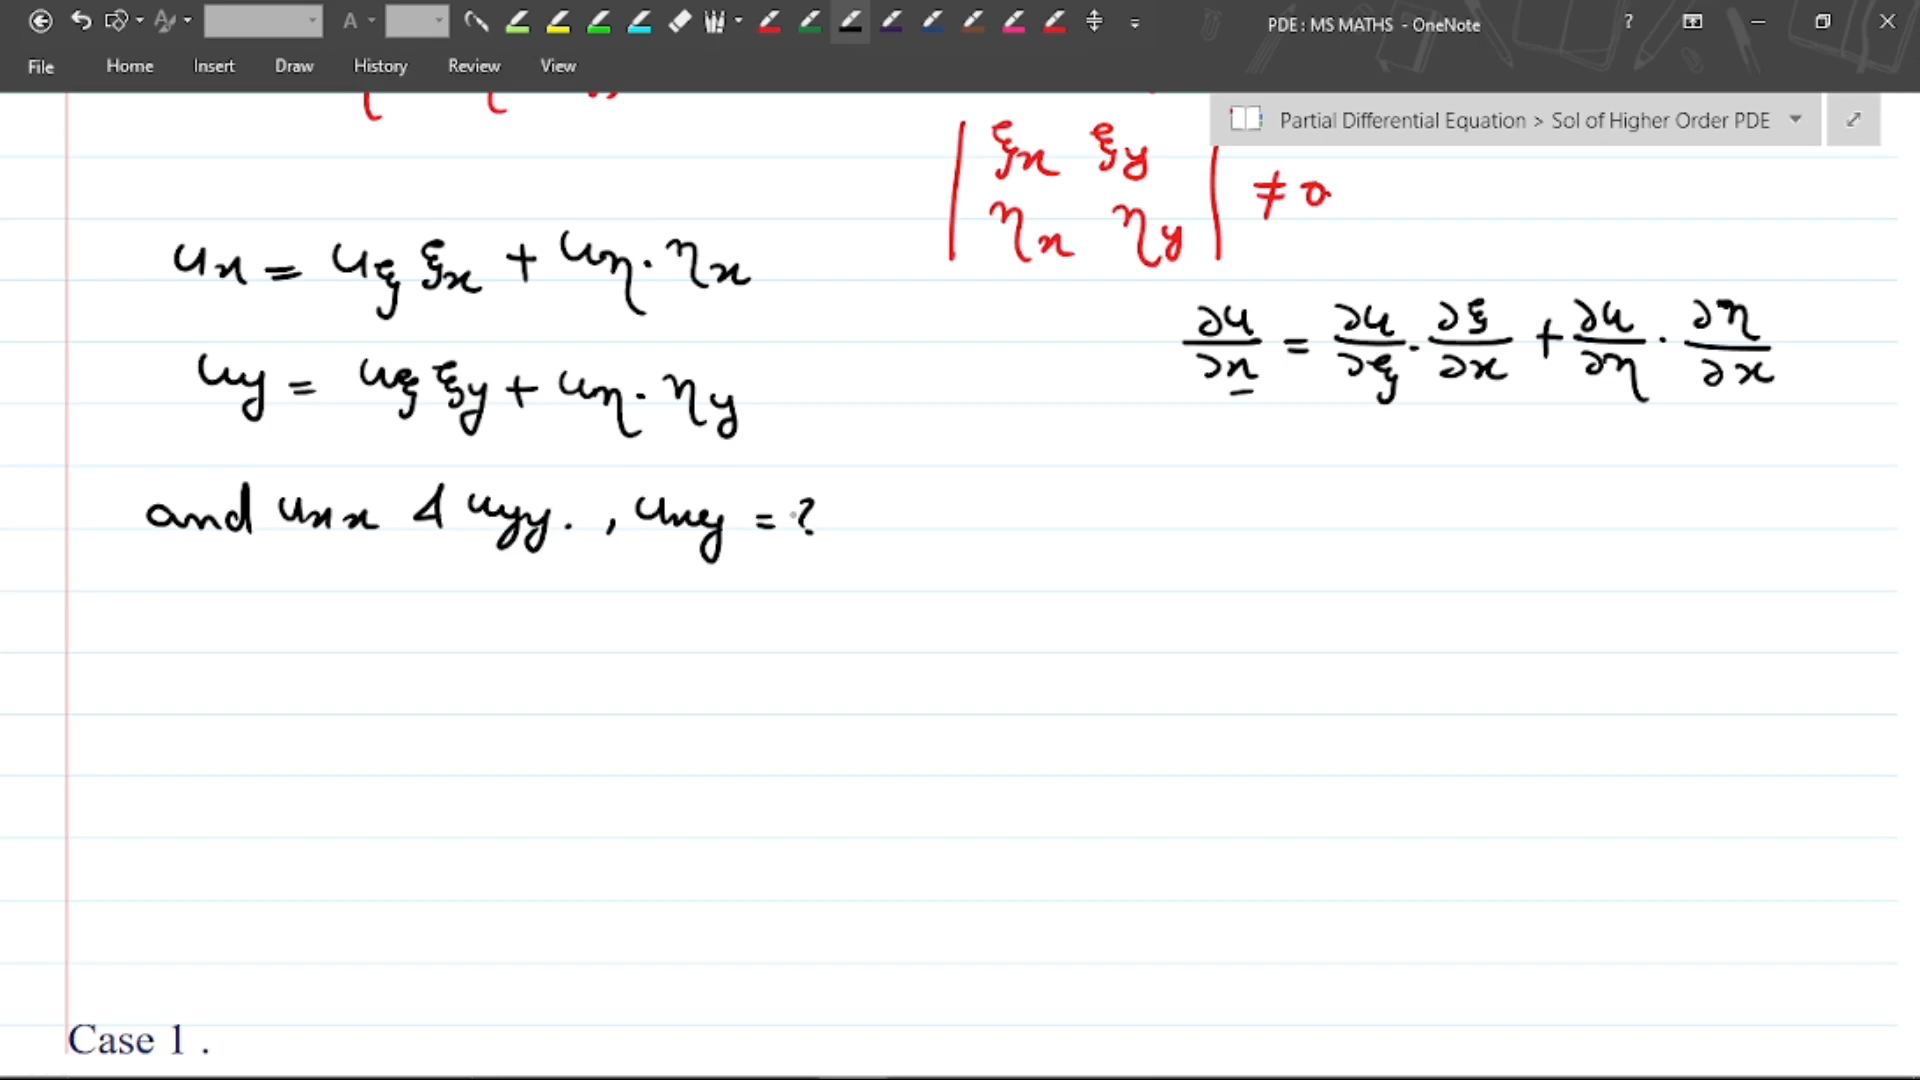 PDE : MS MATHS - OneNote
File Home Insert Draw History Review View
Partial Differential Equation > Sol of Higher Order PDE
| ξx ξy |
| ηx ηy | ≠ 0
ux = uξ ξx + uη · ηx
∂u/∂x = ∂u/∂ξ · ∂ξ/∂x + ∂u/∂η · ∂η/∂x
uy = uξ ξy + uη · ηy
and uxx & uyy . , uxy = ?
Case 1 .